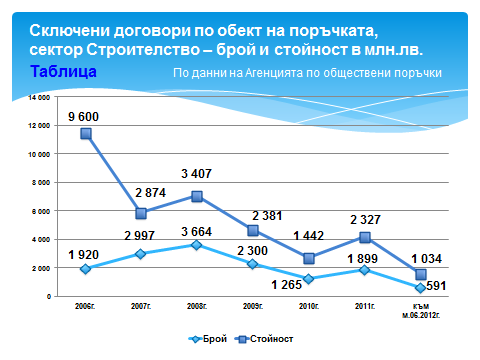 Сключени договори по обект на поръчката,
сектор Строителство – брой и стойност в млн.лв.
Таблица
По данни на Агенцията по обществени поръчки
14 000
12 000
10 000
8 000
6 000
4 000
2 000
0
9 600
2 874
3 407
2 381
1 442
2 327
1 034
1 920
2 997
3 664
2 300
1 265
1 899
591
2006г.
2007г.
2008г.
2009г.
2010г.
2011г.
към
м.06.2012г.
Брой
Стойност